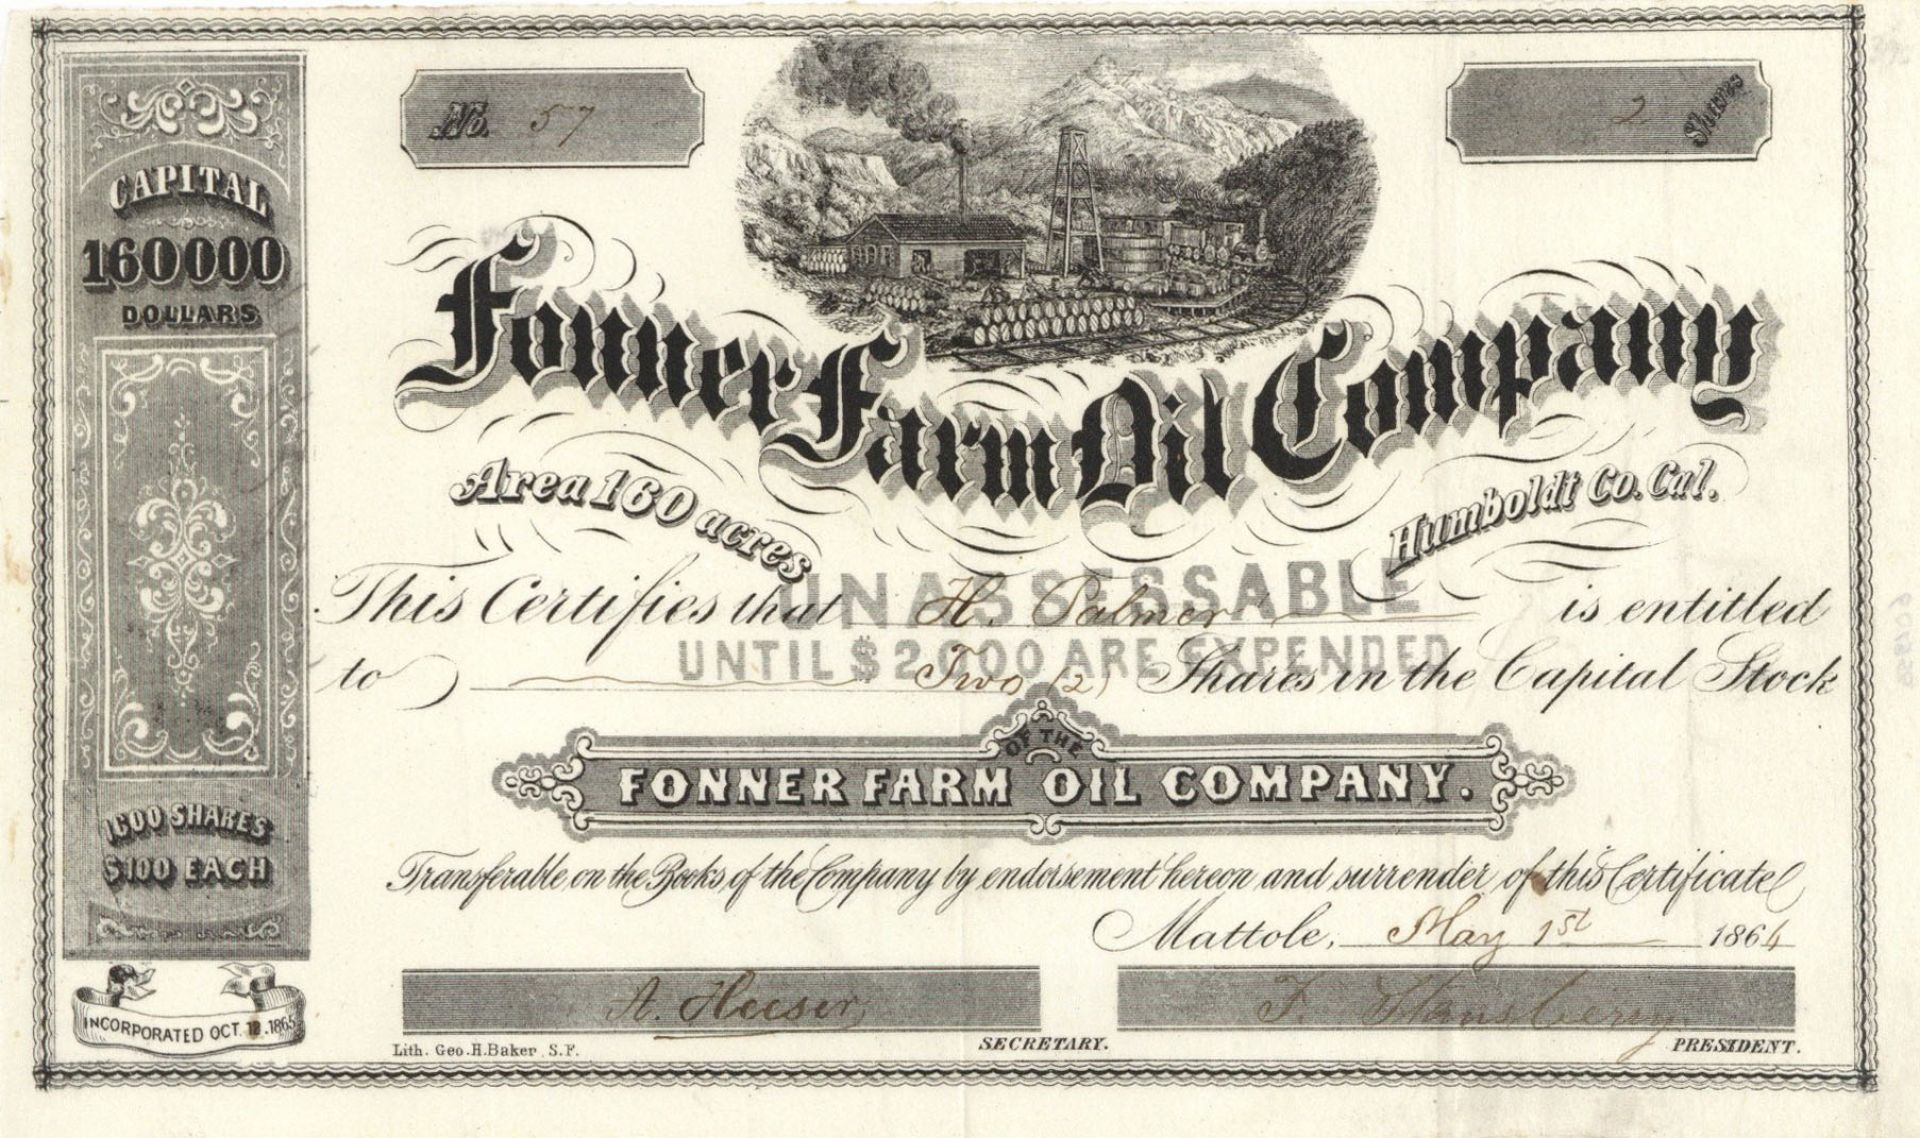 No. 57
2 Shares
CAPITAL
160000
DOLLARS
Fonner Farm Oil Company
Area 160 acres
Humboldt Co. Cal.
UNASSESSABLE
This Certifies that H. Palmer is entitled
UNTIL $2,000 ARE EXPENDED
to Two (2) Shares in the Capital Stock
OF THE
FONNER FARM OIL COMPANY.
1600 SHARES
$100 EACH
Transferable on the Books of the Company by endorsement hereon and surrender of this Certificate
Mattole, May 1st 1864
A. Heeser
F. Stansberry
INCORPORATED OCT. 12. 1865
Lith. Geo. H. Baker, S.F.
SECRETARY.
PRESIDENT.